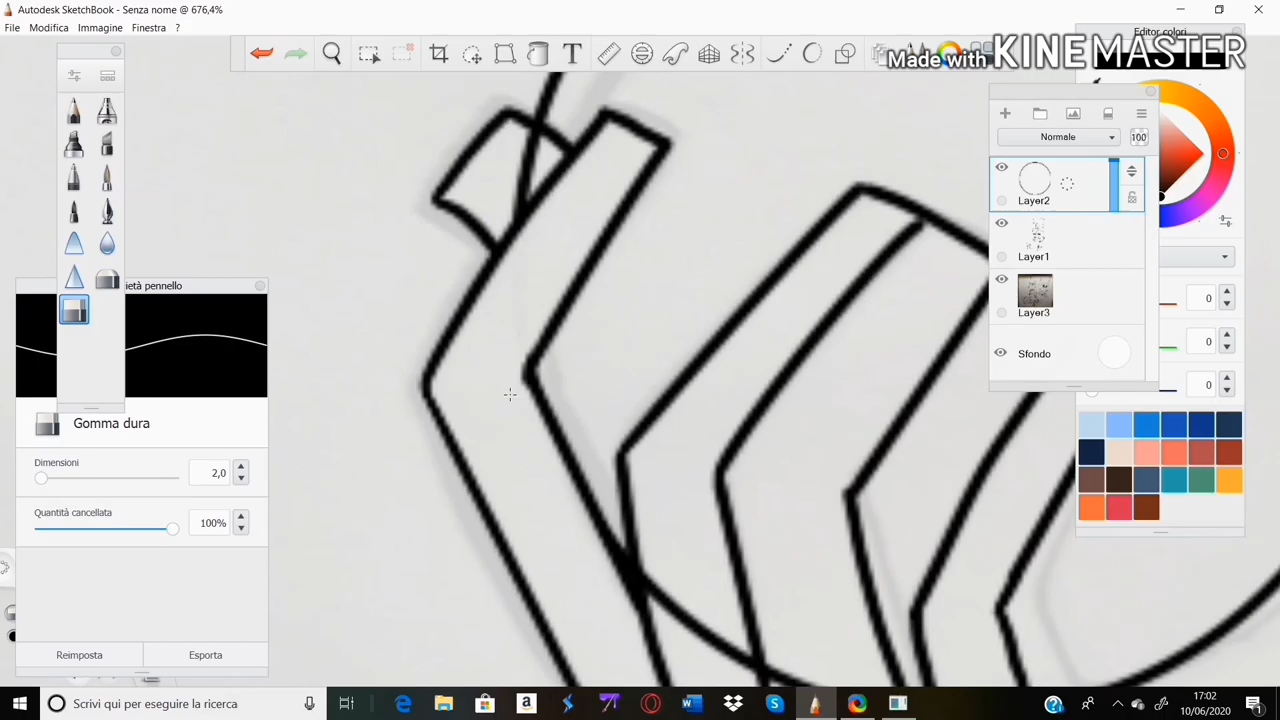 Autodesk SketchBook - Senza nome @ 676,4%
File Modifica Immagine Finestra ?
Editor colori
Made with KINEMASTER
Normale 100
Layer2
Layer1
Layer3
Sfondo
età pennello
Gomma dura
Dimensioni
2,0
Quantità cancellata
100%
Reimposta Esporta
0
0
0
Scrivi qui per eseguire la ricerca
17:02
10/06/2020